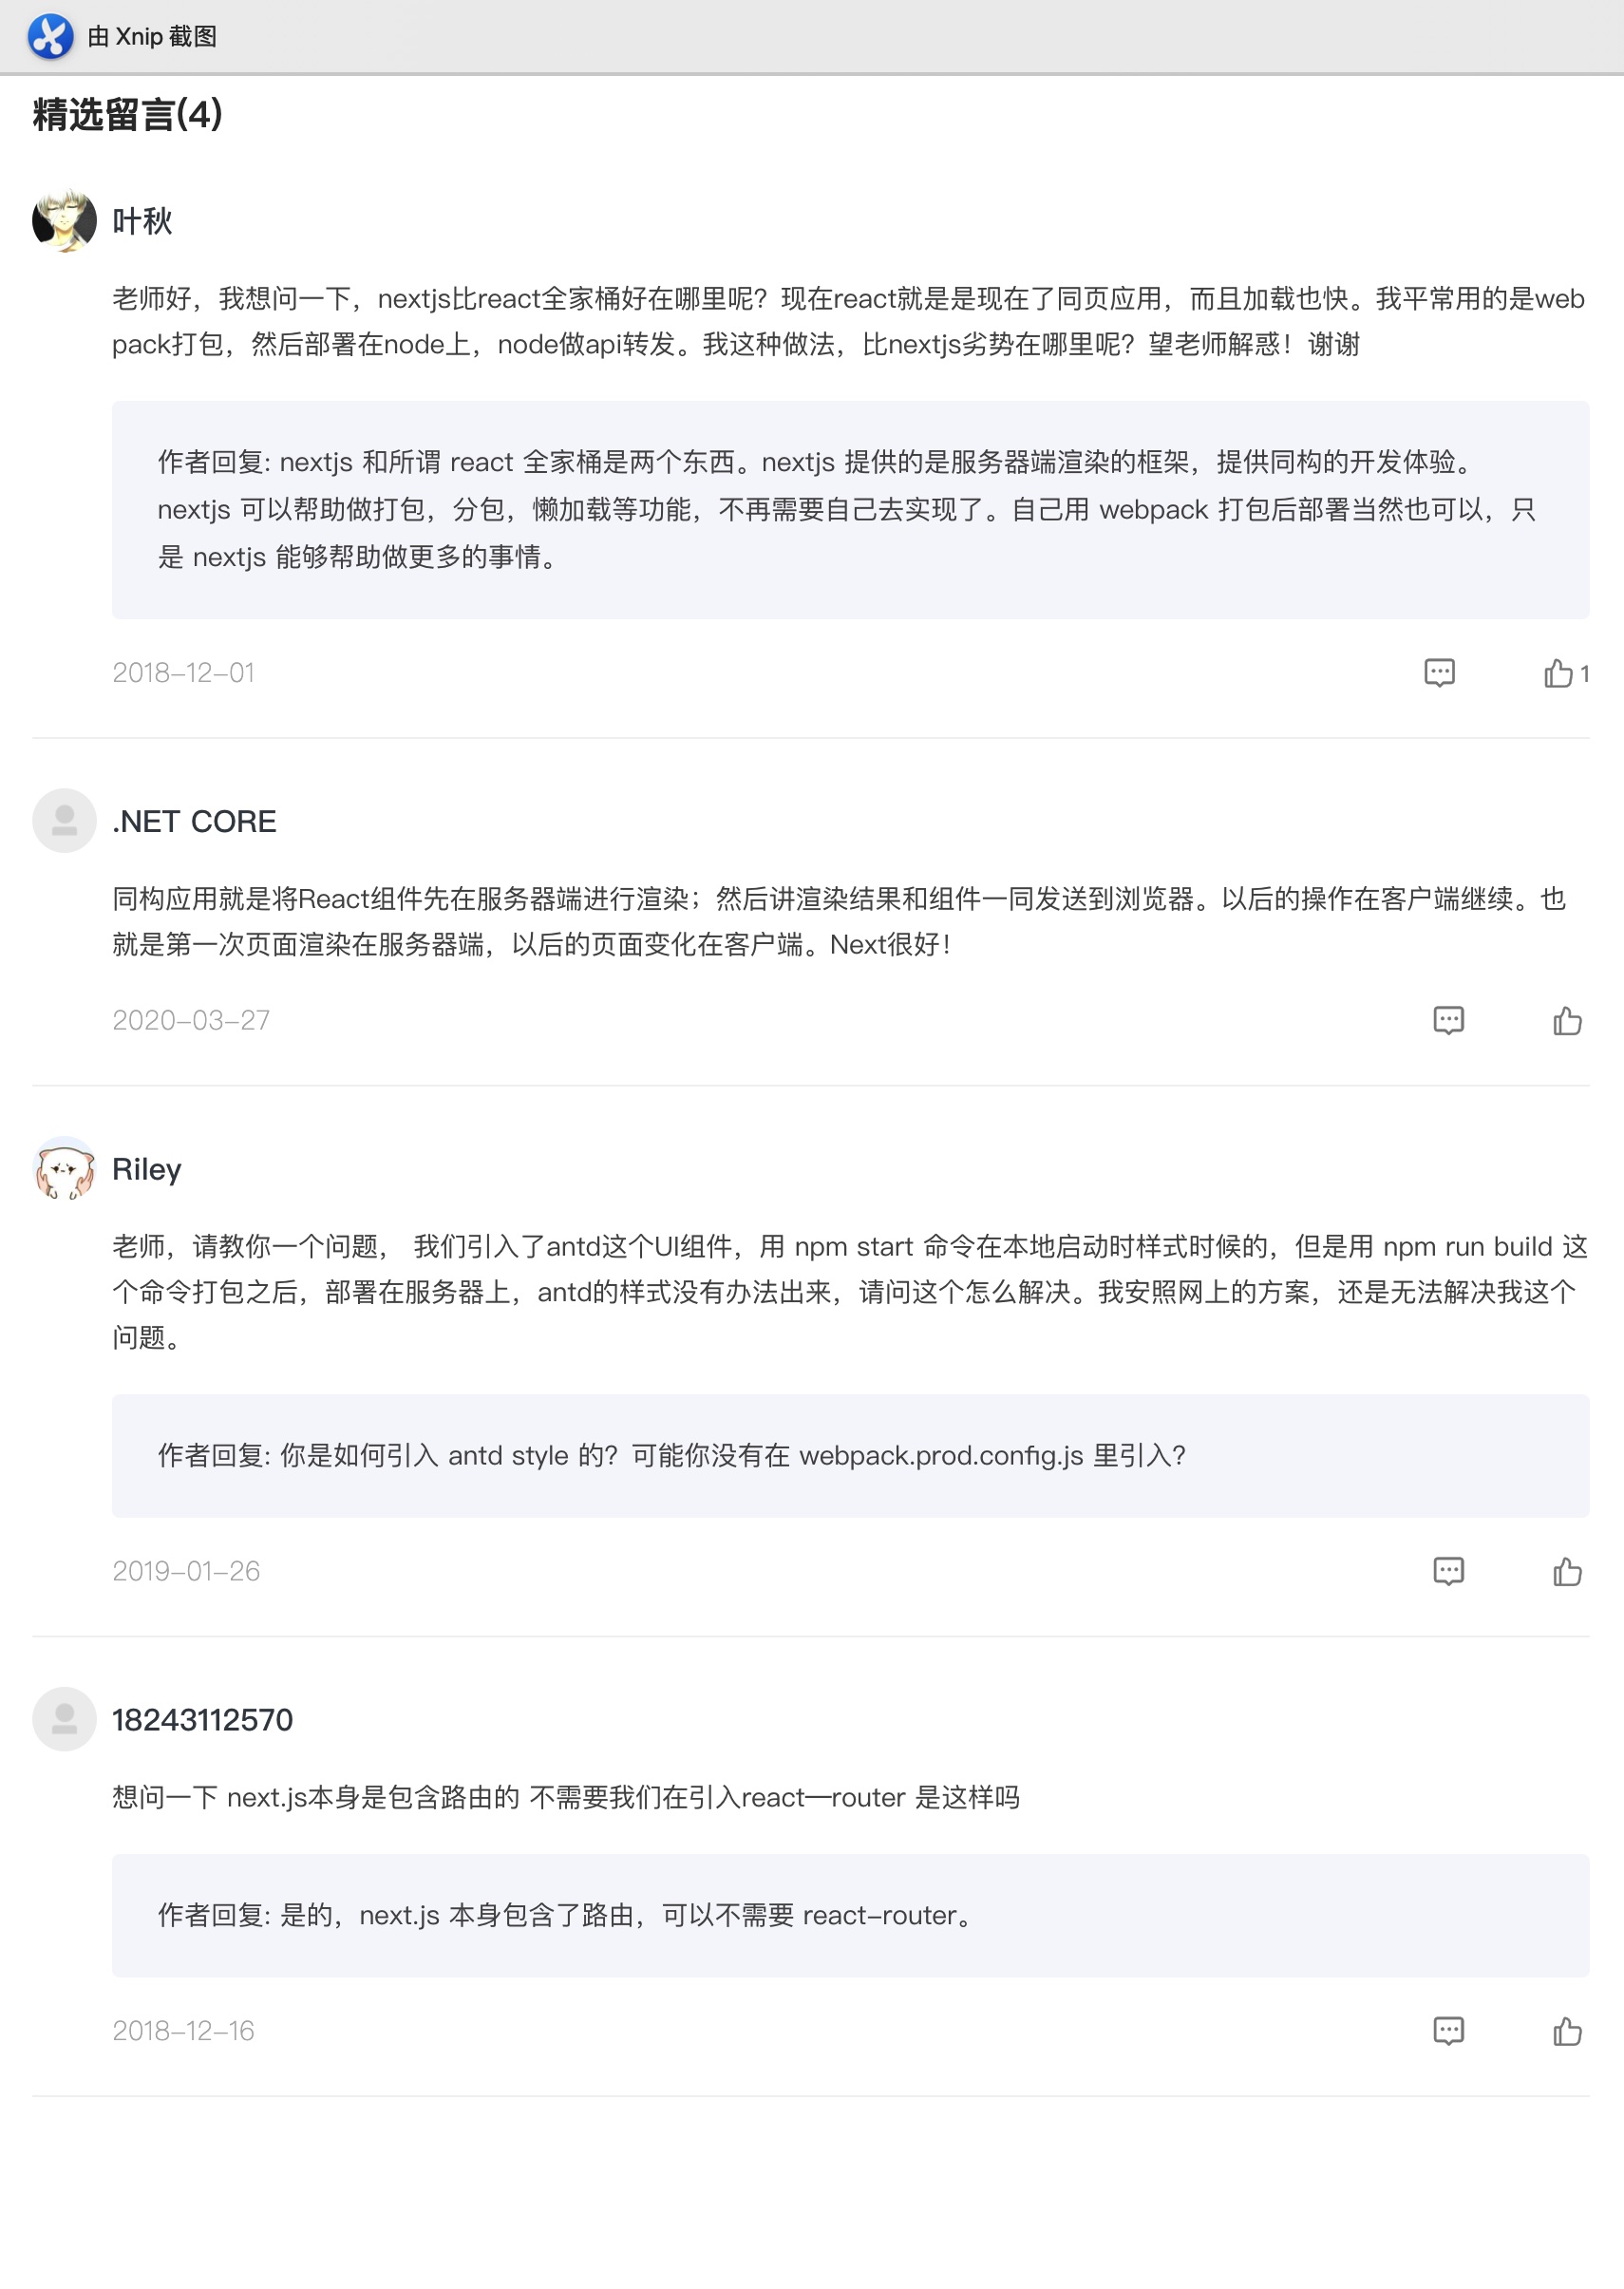 由 Xnip 截图
精选留言(4)
叶秋
老师好，我想问一下，nextjs比react全家桶好在哪里呢？现在react就是是现在了同页应用，而且加载也快。我平常用的是web
pack打包，然后部署在node上，node做api转发。我这种做法，比nextjs劣势在哪里呢？望老师解惑！谢谢
作者回复: nextjs 和所谓 react 全家桶是两个东西。nextjs 提供的是服务器端渲染的框架，提供同构的开发体验。
nextjs 可以帮助做打包，分包，懒加载等功能，不再需要自己去实现了。自己用 webpack 打包后部署当然也可以，只
是 nextjs 能够帮助做更多的事情。
2018-12-01
1
.NET CORE
同构应用就是将React组件先在服务器端进行渲染；然后讲渲染结果和组件一同发送到浏览器。以后的操作在客户端继续。也
就是第一次页面渲染在服务器端，以后的页面变化在客户端。Next很好！
2020-03-27
Riley
老师，请教你一个问题， 我们引入了antd这个UI组件，用 npm start 命令在本地启动时样式时候的，但是用 npm run build 这
个命令打包之后，部署在服务器上，antd的样式没有办法出来，请问这个怎么解决。我安照网上的方案，还是无法解决我这个
问题。
作者回复: 你是如何引入 antd style 的？可能你没有在 webpack.prod.config.js 里引入？
2019-01-26
18243112570
想问一下 next.js本身是包含路由的 不需要我们在引入react—router 是这样吗
作者回复: 是的，next.js 本身包含了路由，可以不需要 react-router。
2018-12-16